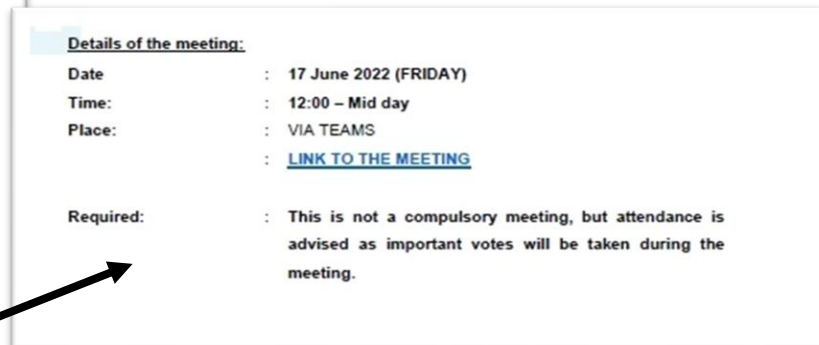 Details of the meeting:
Date : 17 June 2022 (FRIDAY)
Time: : 12:00 – Mid day
Place: : VIA TEAMS
: LINK TO THE MEETING
Required: : This is not a compulsory meeting, but attendance is
advised as important votes will be taken during the
meeting.